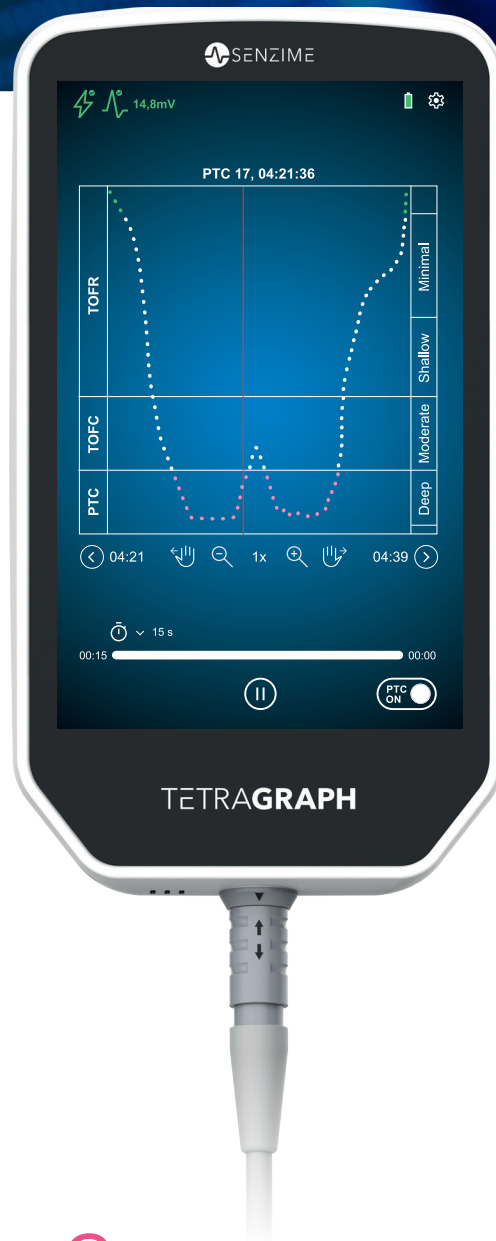 SENZIME
14,8mV
PTC 17, 04:21:36
TOFR
TOFC
PTC
Minimal
Shallow
Moderate
Deep
04:21
1x
04:39
15 s
00:15
00:00
PTC
ON
TETRAGRAPH